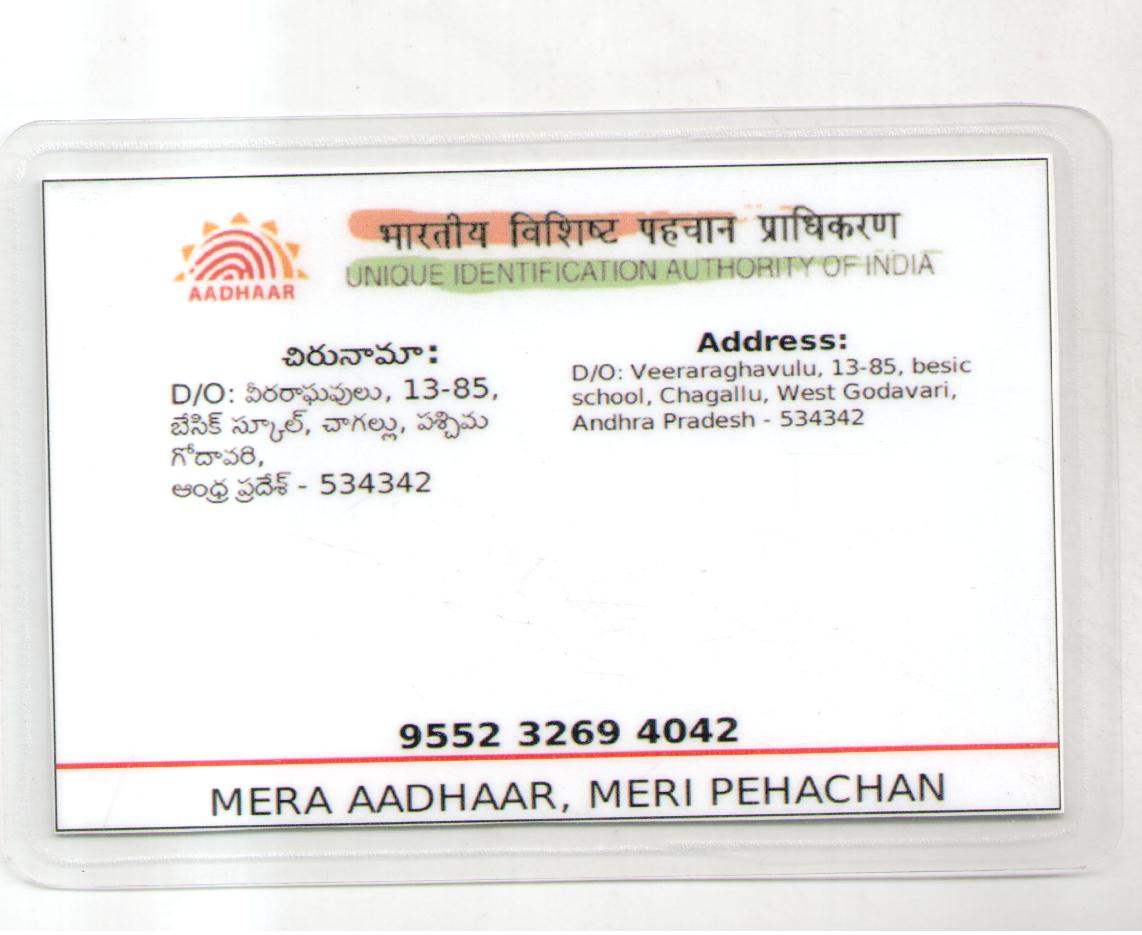 भारतीय विशिष्ट पहचान प्राधिकरण
UNIQUE IDENTIFICATION AUTHORITY OF INDIA
AADHAAR
చిరునామా:
D/O: వీరరాఘవులు, 13-85,
బేసిక్ స్కూల్, చాగల్లు, పశ్చిమ
గోదావరి,
ఆంధ్ర ప్రదేశ్ - 534342
Address:
D/O: Veeraraghavulu, 13-85, besic
school, Chagallu, West Godavari,
Andhra Pradesh - 534342
9552 3269 4042
MERA AADHAAR, MERI PEHACHAN